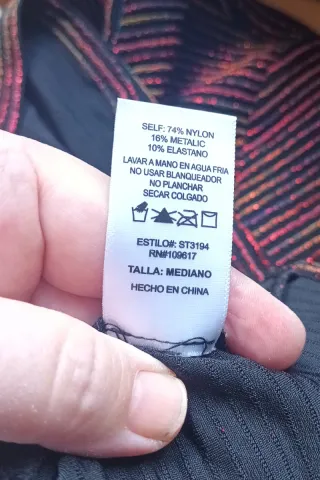 SELF: 74% NYLON
16% METALIC
10% ELASTANO
LAVAR A MANO EN AGUA FRIA
NO USAR BLANQUEADOR
NO PLANCHAR
SECAR COLGADO
ESTILO#: ST3194
RN#109617
TALLA: MEDIANO
HECHO EN CHINA